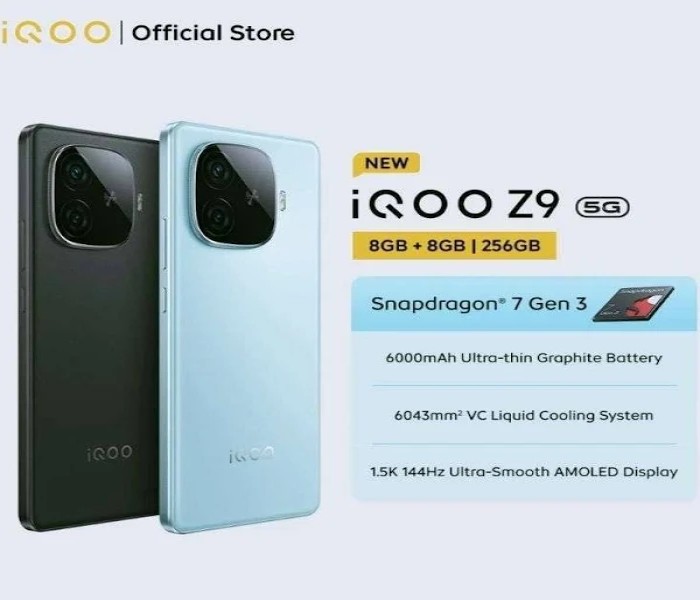 iQOO | Official Store
NEW
iQOO Z9 5G
8GB + 8GB | 256GB
Snapdragon® 7 Gen 3
Snapdragon
6000mAh Ultra-thin Graphite Battery
6043mm² VC Liquid Cooling System
1.5K 144Hz Ultra-Smooth AMOLED Display
iQOO
iQOO